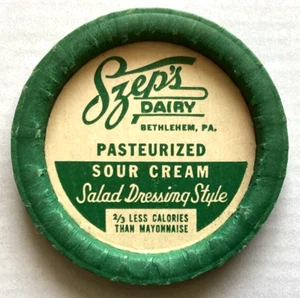 Szep's
DAIRY
BETHLEHEM, PA.
PASTEURIZED
SOUR CREAM
Salad Dressing Style
2/3 LESS CALORIES
THAN MAYONNAISE